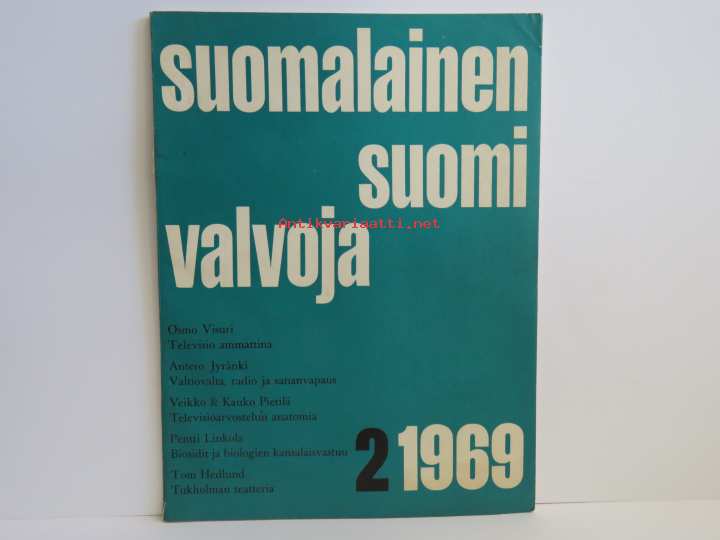 suomalainen
suomi
Antikvariaatti.net
valvoja
Osmo Visuri
Televisio ammattina
Antero Jyränki
Valtiovalta, radio ja sananvapaus
Veikko & Kauko Pietilä
Televisioarvostelun anatomia
Pentti Linkola
Biosidit ja biologien kansalaisvastuu
Tom Hedlund
Tukholman teatteria
2 1969